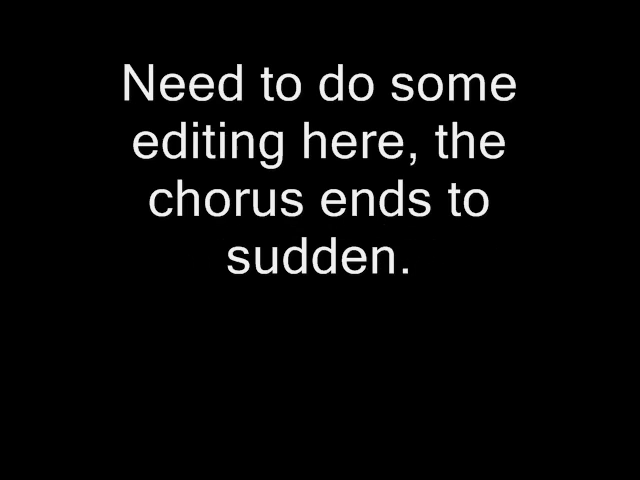 Need to do some
editing here, the
chorus ends to
sudden.